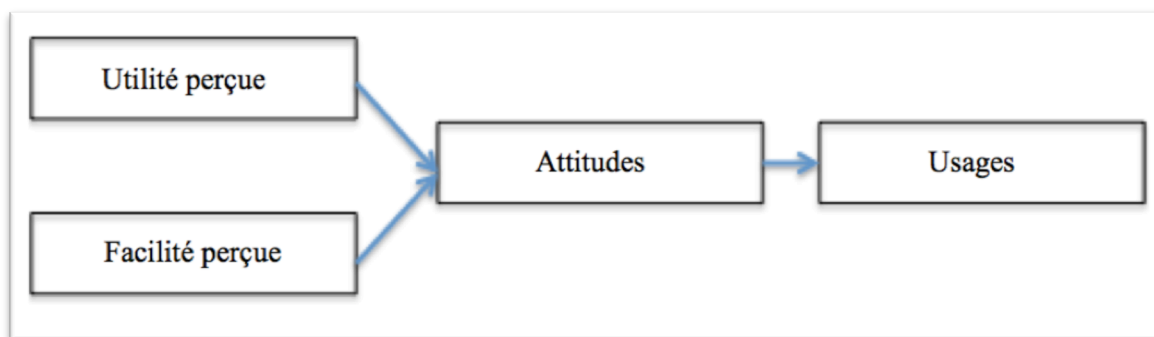 Utilité perçue
Attitudes
Usages
Facilité perçue